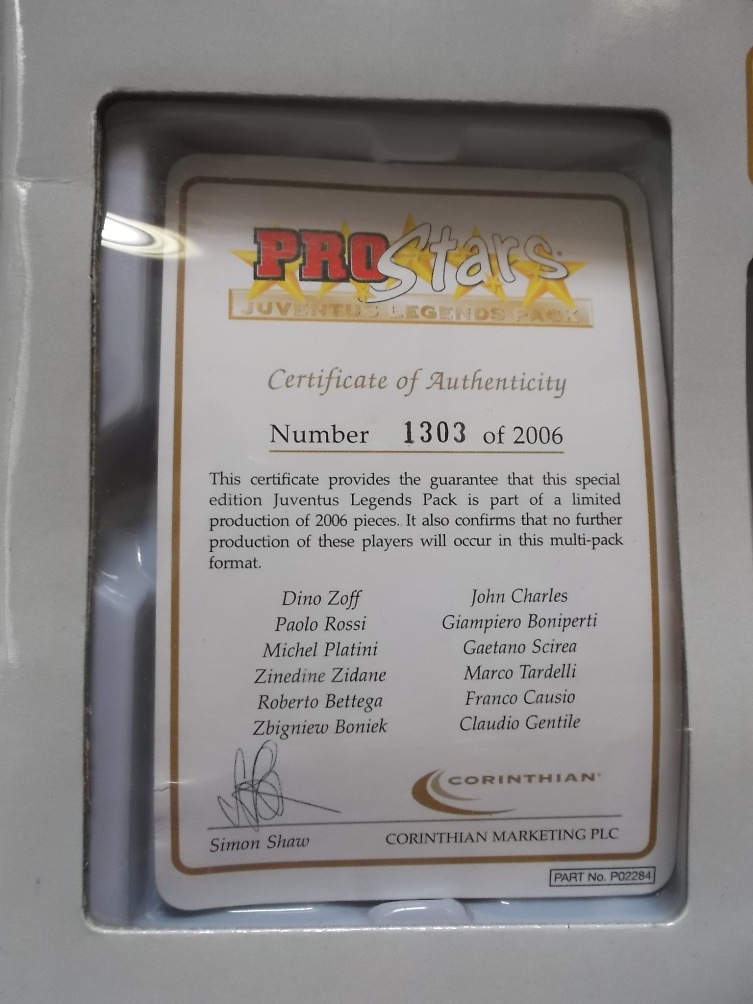 PRO Stars
JUVENTUS LEGENDS PACK
Certificate of Authenticity
Number 1303 of 2006
This certificate provides the guarantee that this special
edition Juventus Legends Pack is part of a limited
production of 2006 pieces. It also confirms that no further
production of these players will occur in this multi-pack
format.
Dino Zoff
Paolo Rossi
Michel Platini
Zinedine Zidane
Roberto Bettega
Zbigniew Boniek
John Charles
Giampiero Boniperti
Gaetano Scirea
Marco Tardelli
Franco Causio
Claudio Gentile
CORINTHIAN
Simon Shaw
CORINTHIAN MARKETING PLC
PART No. P02284